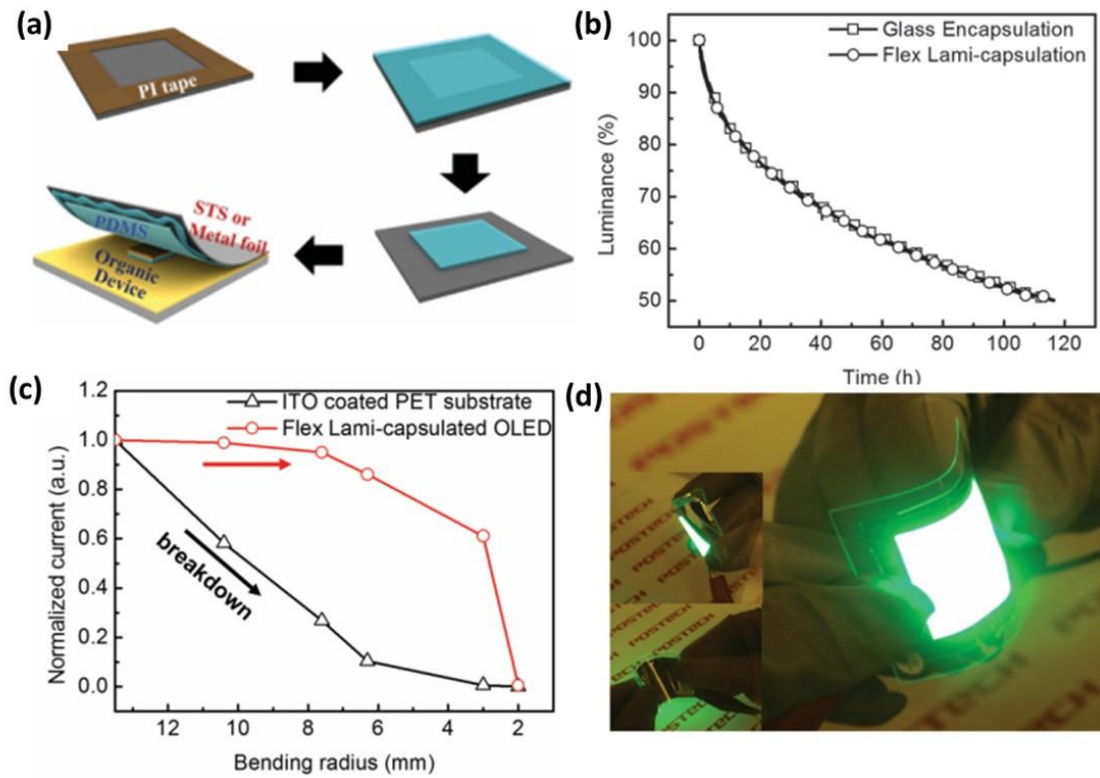 (a)
PI tape
STS or
Metal foil
PDMS
Organic
Device
(b)
Glass Encapsulation
Flex Lami-capsulation
100
90
80
70
60
50
Luminance (%)
0 20 40 60 80 100 120
Time (h)
(c)
ITO coated PET substrate
Flex Lami-capsulated OLED
breakdown
1.2
1.0
0.8
0.6
0.4
0.2
0.0
Normalized current (a.u.)
12 10 8 6 4 2
Bending radius (mm)
(d)
POSTECH
POSTECH
POSTECH